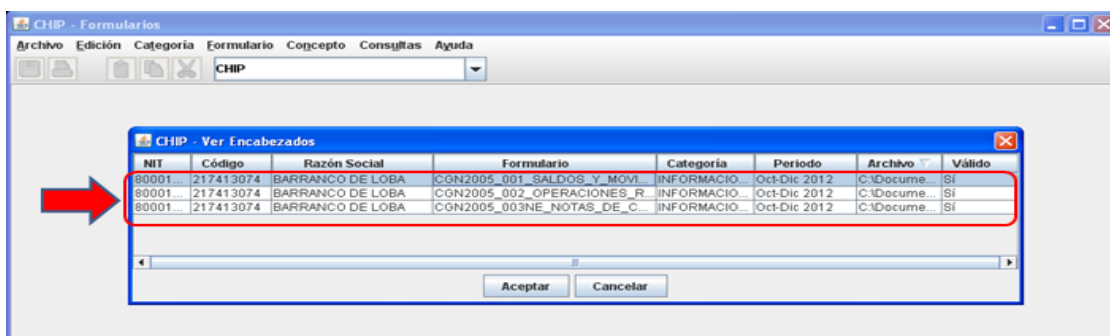 CHIP - Formularios
Archivo Edición Categoría Formulario Concepto Consultas Ayuda
CHIP
CHIP - Ver Encabezados
NIT Código Razón Social Formulario Categoría Periodo Archivo Válido
80001... 217413074 BARRANCO DE LOBA CGN2005_001_SALDOS_Y_MOVI... INFORMACIO... Oct-Dic 2012 C:\Docume... Sí
80001... 217413074 BARRANCO DE LOBA CGN2005_002_OPERACIONES_R... INFORMACIO... Oct-Dic 2012 C:\Docume... Sí
80001... 217413074 BARRANCO DE LOBA CGN2005_003NE_NOTAS_DE_C... INFORMACIO... Oct-Dic 2012 C:\Docume... Sí
Aceptar Cancelar